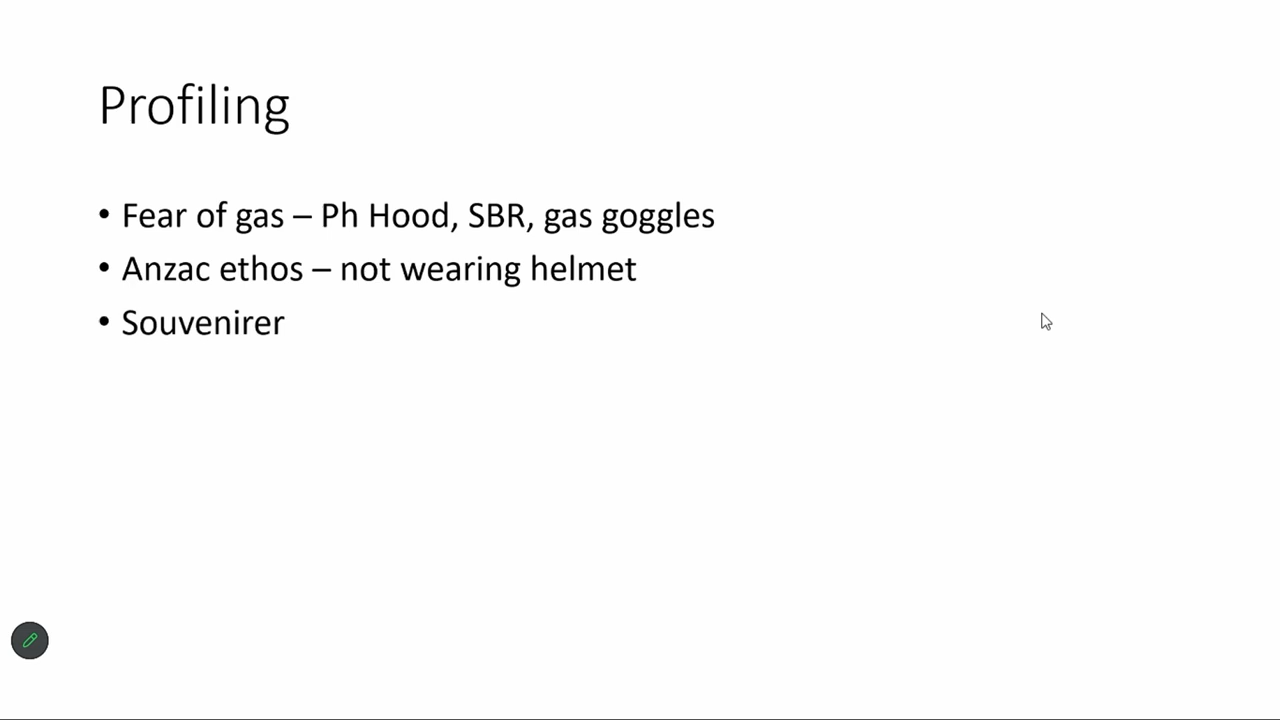 Profiling
• Fear of gas – Ph Hood, SBR, gas goggles
• Anzac ethos – not wearing helmet
• Souvenirer